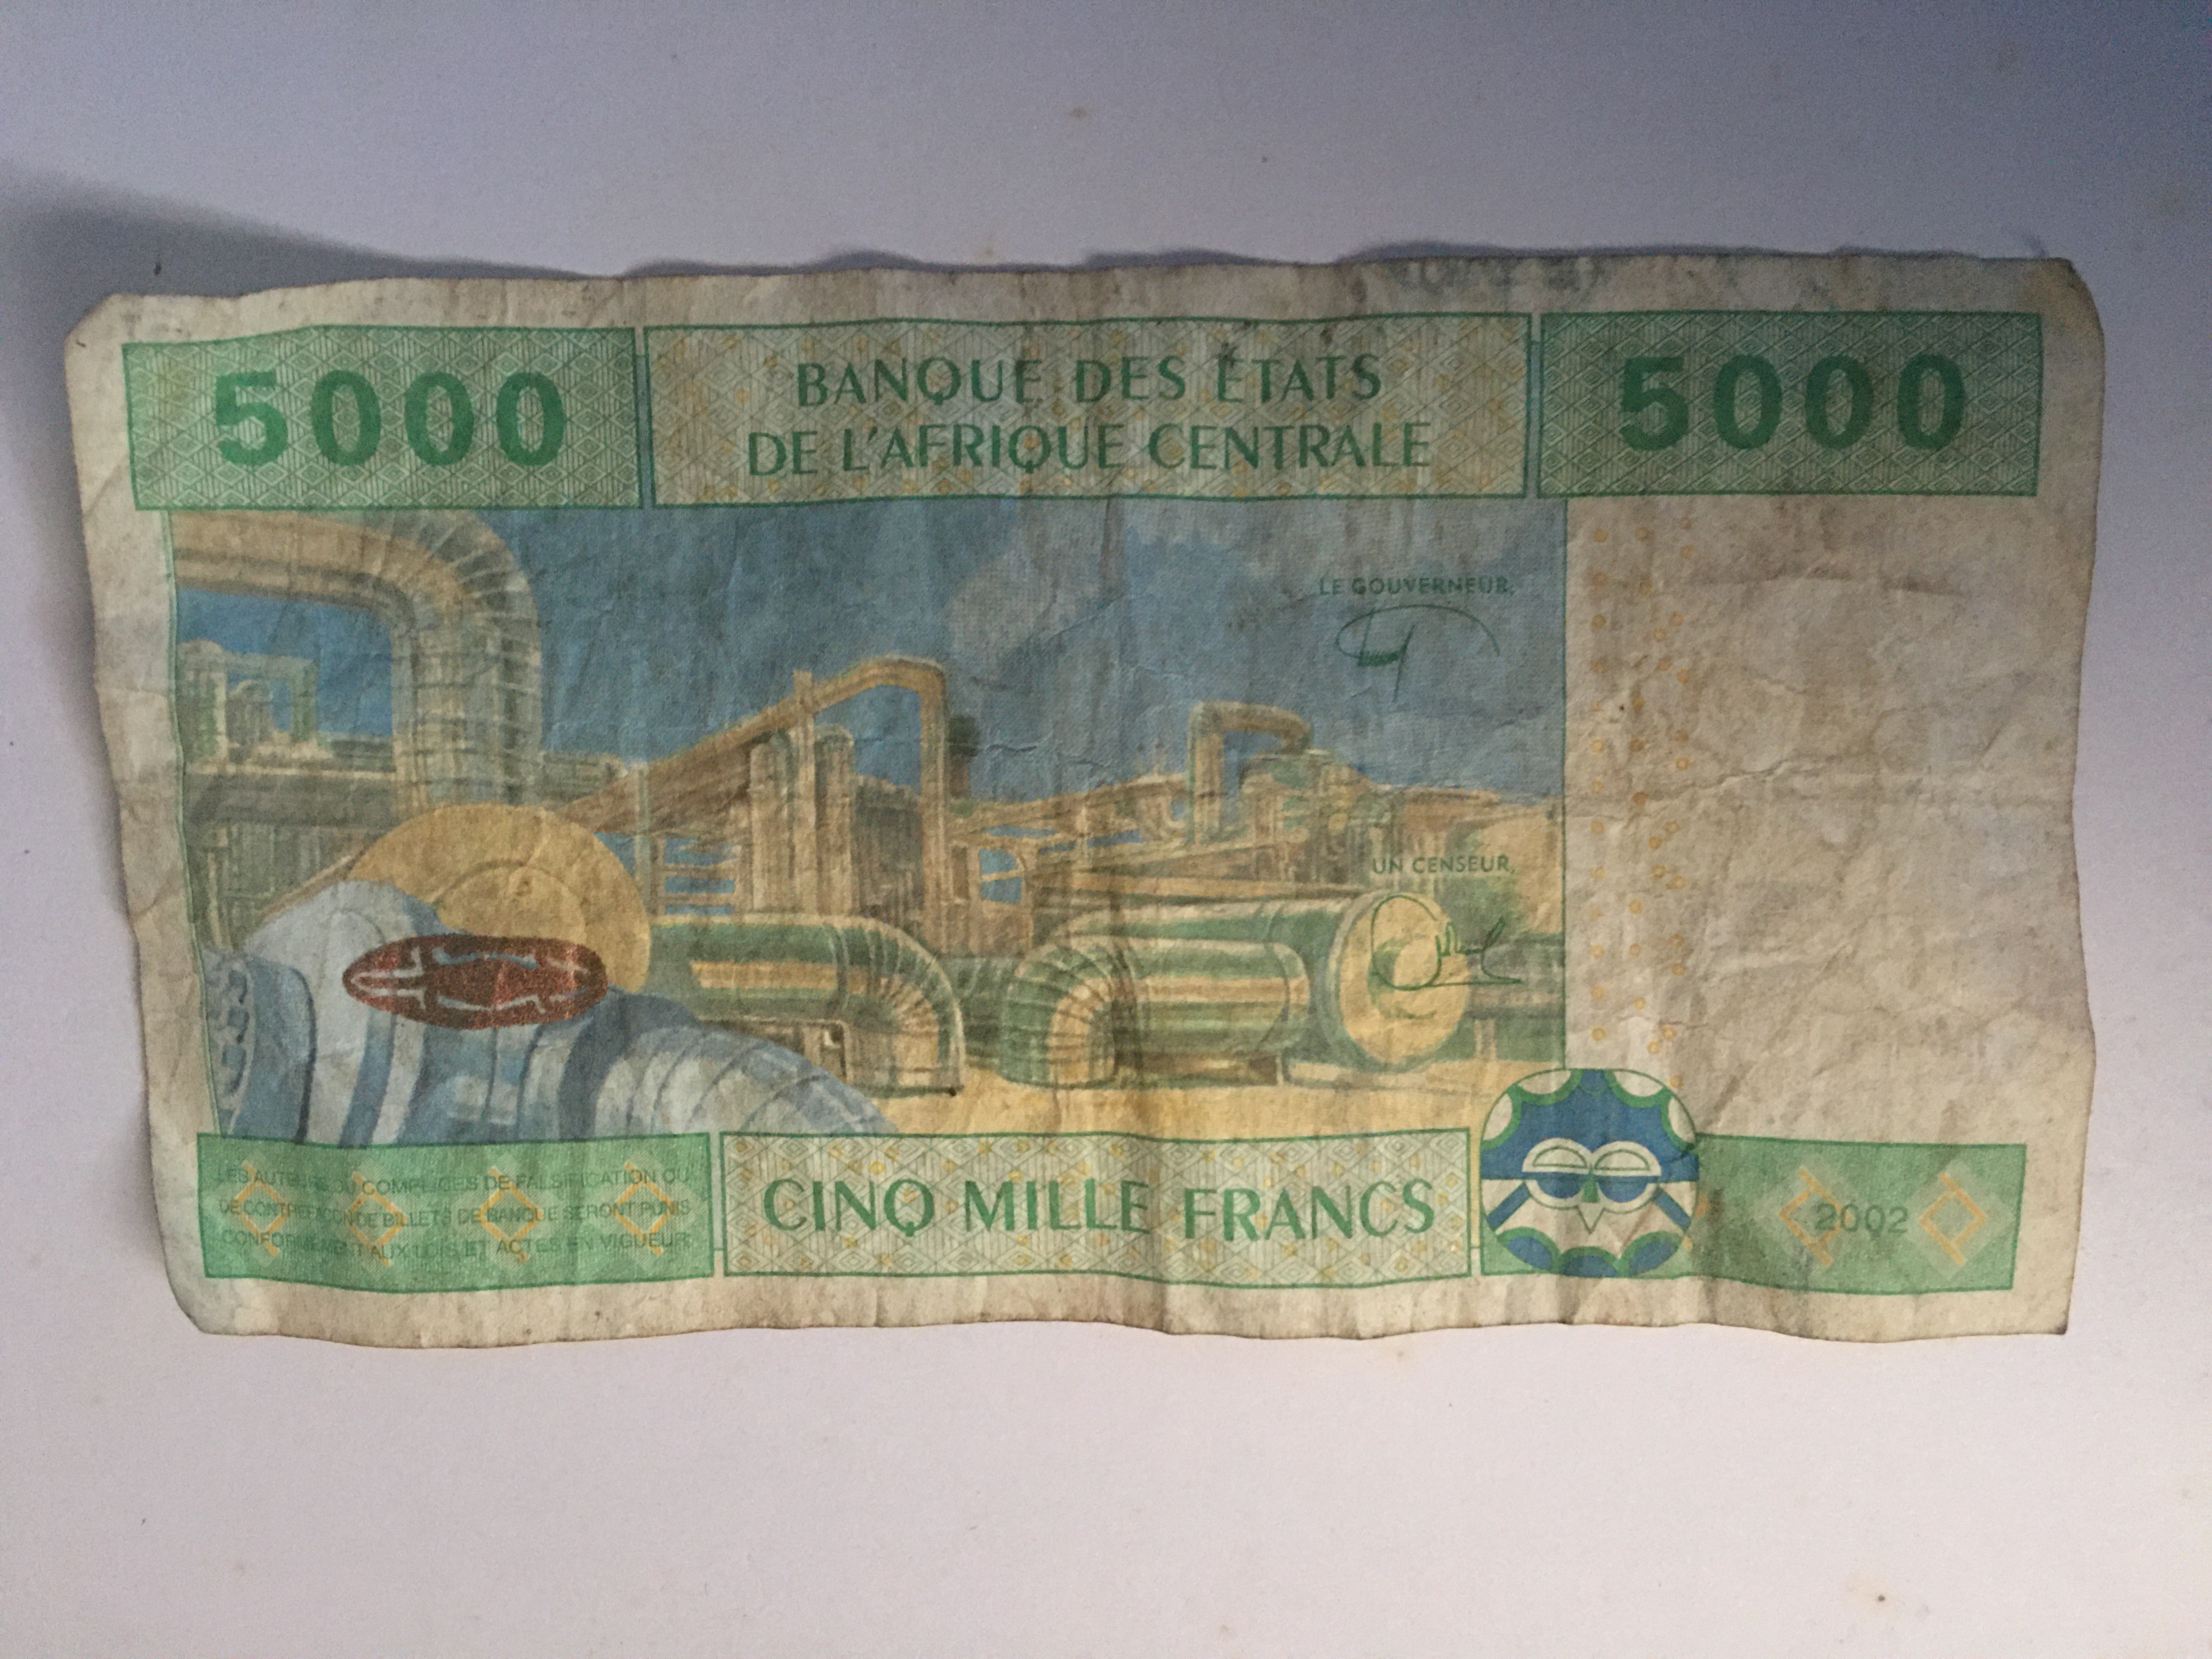 5000
BANQUE DES ÉTATS
DE L'AFRIQUE CENTRALE
5000
LE GOUVERNEUR,
UN CENSEUR,
LES AUTEURS OU COMPLICES DE FALSIFICATION OU
DE CONTREFAÇON DE BILLETS DE BANQUE SERONT PUNIS
CONFORMÉMENT AUX LOIS ET ACTES EN VIGUEUR
CINQ MILLE FRANCS
2002